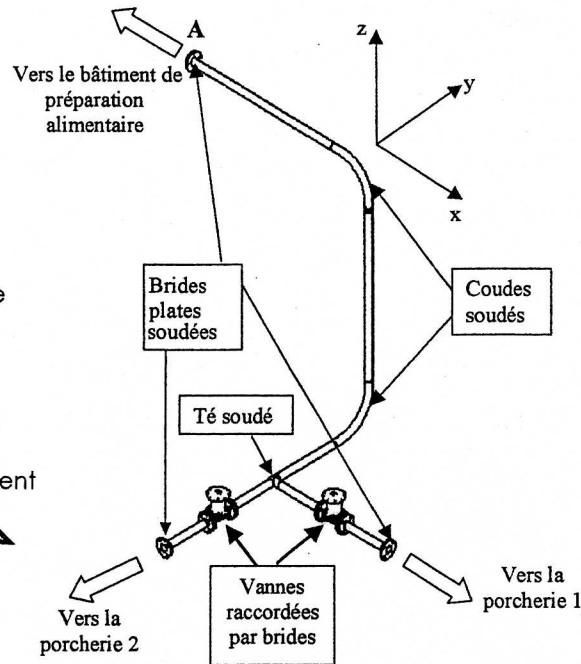 A
Vers le bâtiment de
préparation
alimentaire
z
y
x
e
Brides
plates
soudées
Coudes
soudés
Té soudé
ent
Vannes
raccordées
par brides
Vers la
porcherie 1
Vers la
porcherie 2